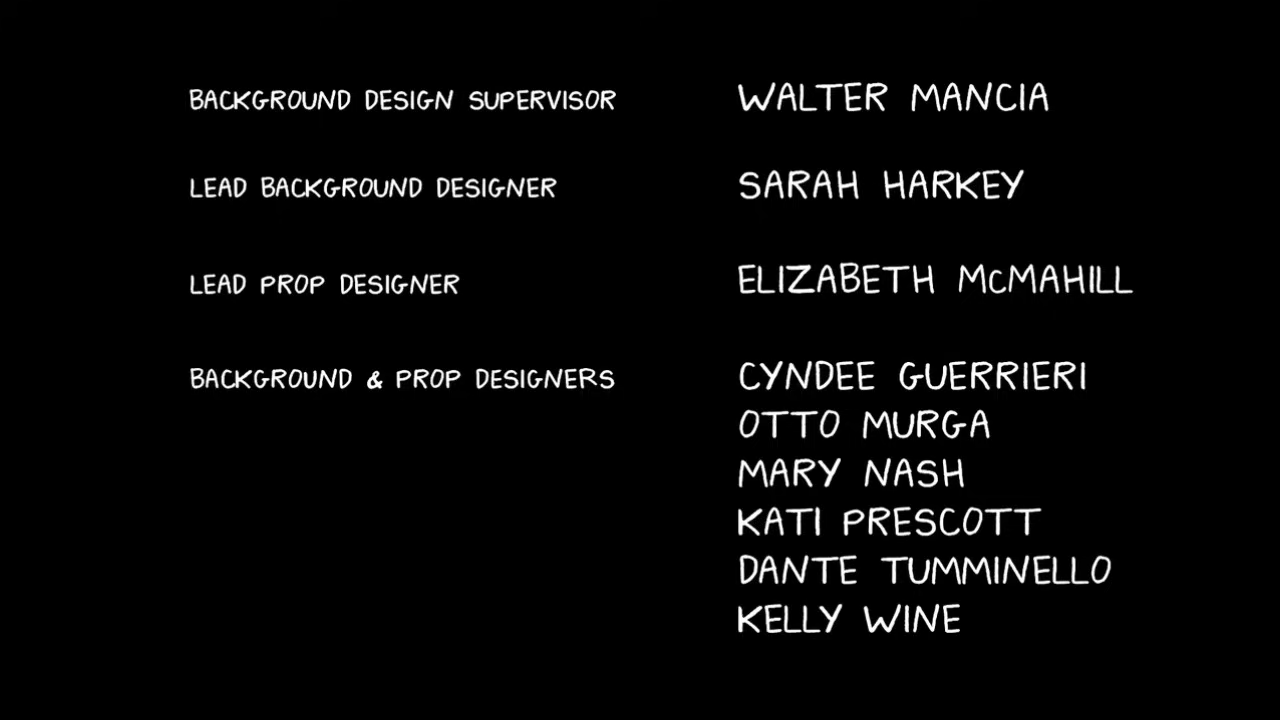 BACKGROUND DESIGN SUPERVISOR WALTER MANCIA
LEAD BACKGROUND DESIGNER SARAH HARKEY
LEAD PROP DESIGNER ELIZABETH McMAHILL
BACKGROUND & PROP DESIGNERS CYNDEE GUERRIERI
OTTO MURGA
MARY NASH
KATI PRESCOTT
DANTE TUMMINELLO
KELLY WINE